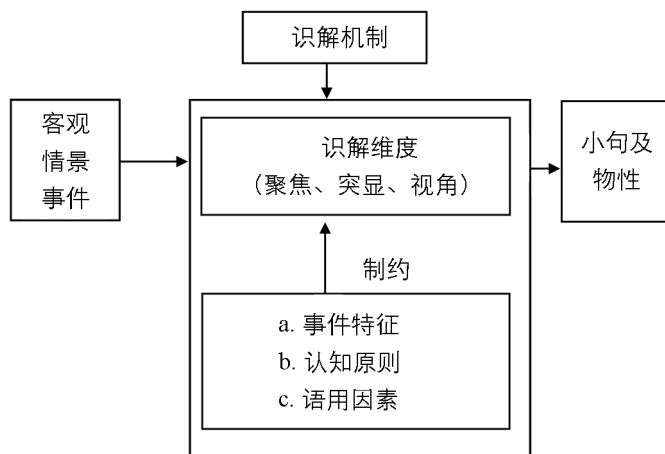 识解机制
客观
情景
事件
识解维度
（聚焦、突显、视角）
制约
a. 事件特征
b. 认知原则
c. 语用因素
小句及
物性